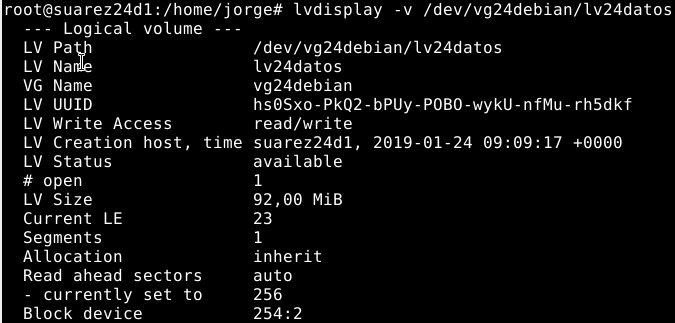 root@suarez24d1:/home/jorge# lvdisplay -v /dev/vg24debian/lv24datos
--- Logical volume ---
LV Path /dev/vg24debian/lv24datos
LV Name lv24datos
VG Name vg24debian
LV UUID hs0Sxo-PkQ2-bPUy-POBO-wykU-nfMu-rh5dkf
LV Write Access read/write
LV Creation host, time suarez24d1, 2019-01-24 09:09:17 +0000
LV Status available
# open 1
LV Size 92,00 MiB
Current LE 23
Segments 1
Allocation inherit
Read ahead sectors auto
- currently set to 256
Block device 254:2